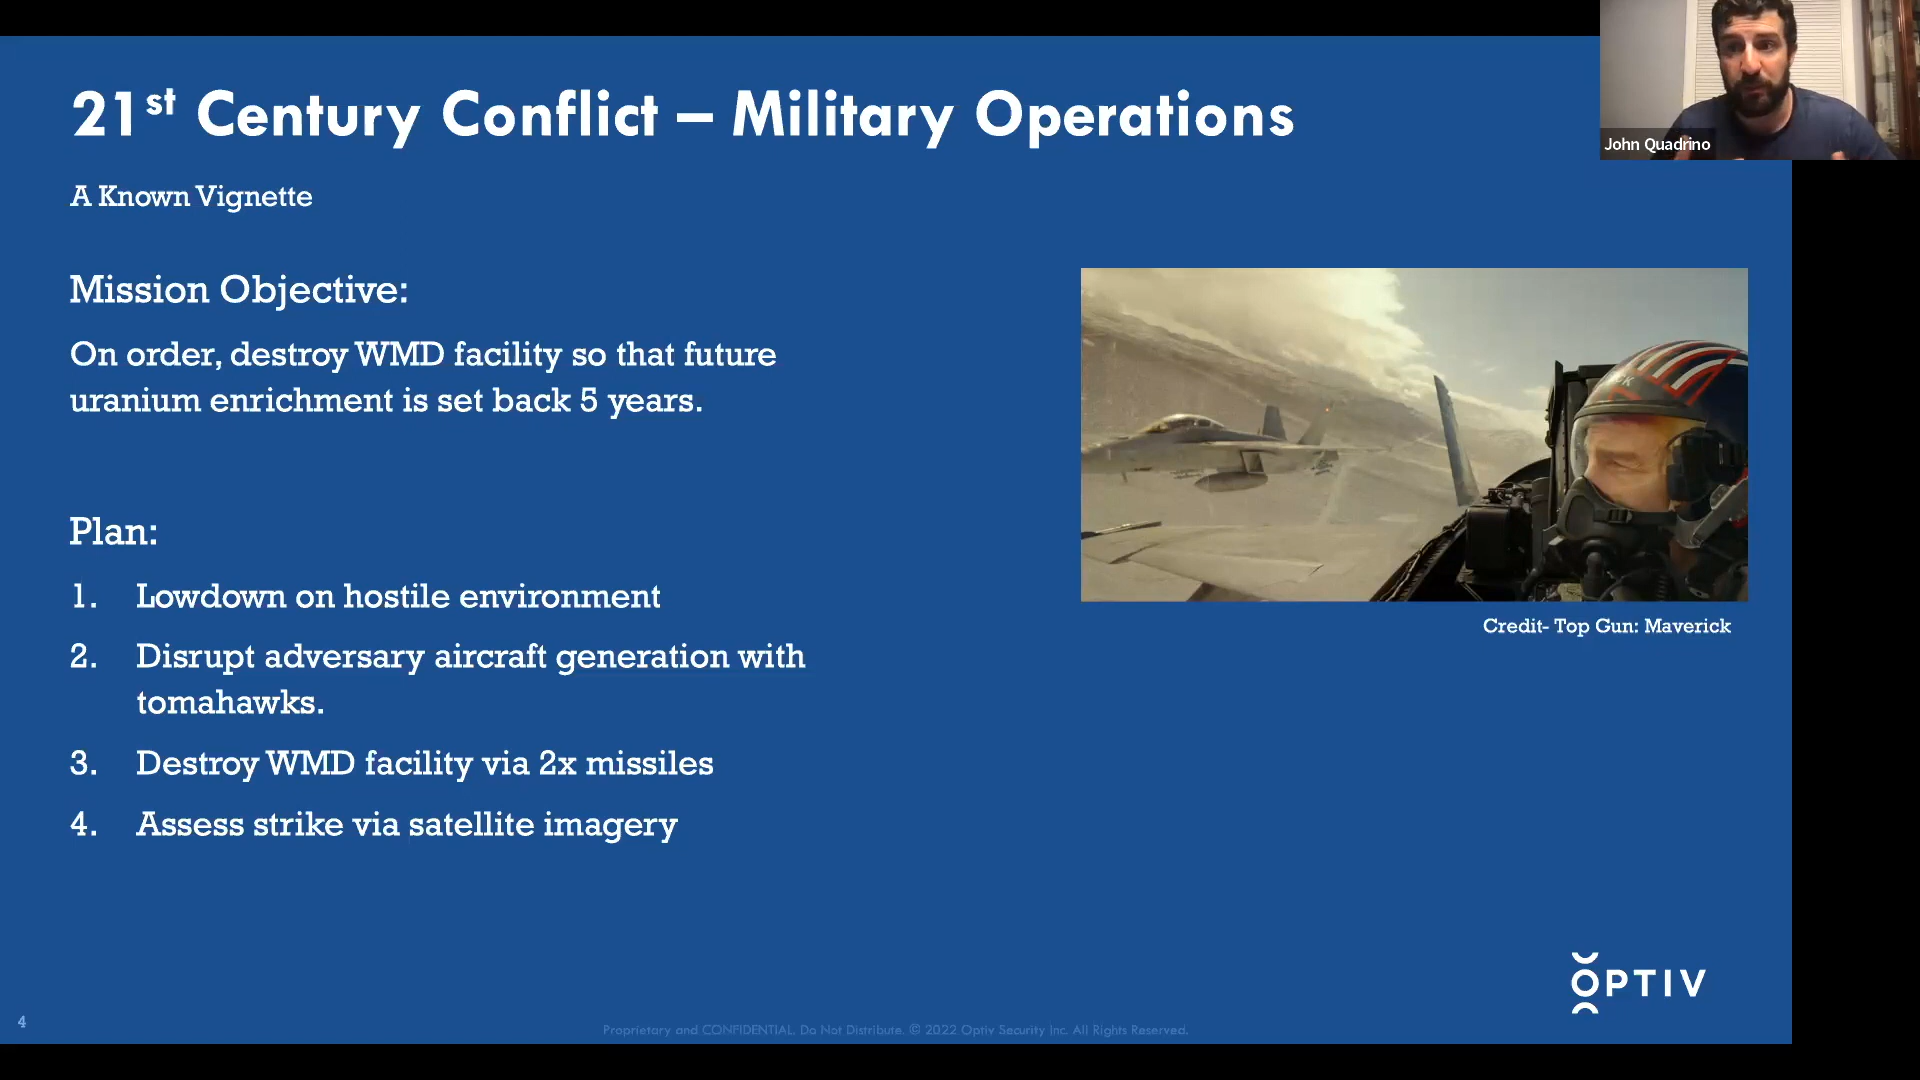 21st Century Conflict – Military Operations
John Quadrino
A Known Vignette
Mission Objective:
On order, destroy WMD facility so that future
uranium enrichment is set back 5 years.
Plan:
1. Lowdown on hostile environment
2. Disrupt adversary aircraft generation with
tomahawks.
3. Destroy WMD facility via 2x missiles
4. Assess strike via satellite imagery
Credit- Top Gun: Maverick
OPTIV
4
Proprietary and CONFIDENTIAL. Do Not Distribute. © 2022 Optiv Security Inc. All Rights Reserved.